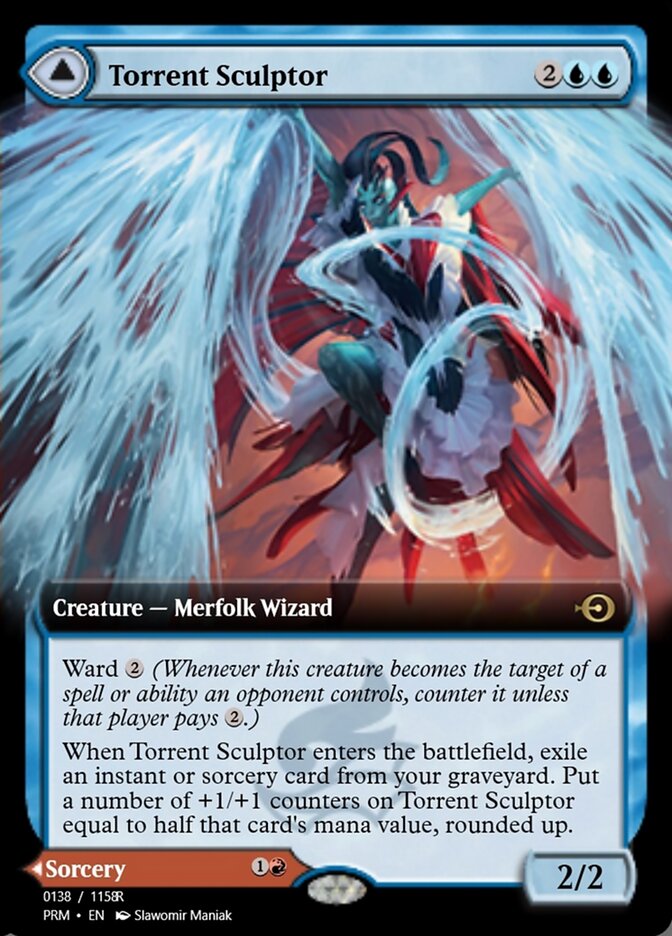 Torrent Sculptor 2
Creature — Merfolk Wizard
Ward 2 (Whenever this creature becomes the target of a
spell or ability an opponent controls, counter it unless
that player pays 2.)
When Torrent Sculptor enters the battlefield, exile
an instant or sorcery card from your graveyard. Put
a number of +1/+1 counters on Torrent Sculptor
equal to half that card's mana value, rounded up.
Sorcery 1
2/2
0138 / 1158R
PRM • EN Slawomir Maniak